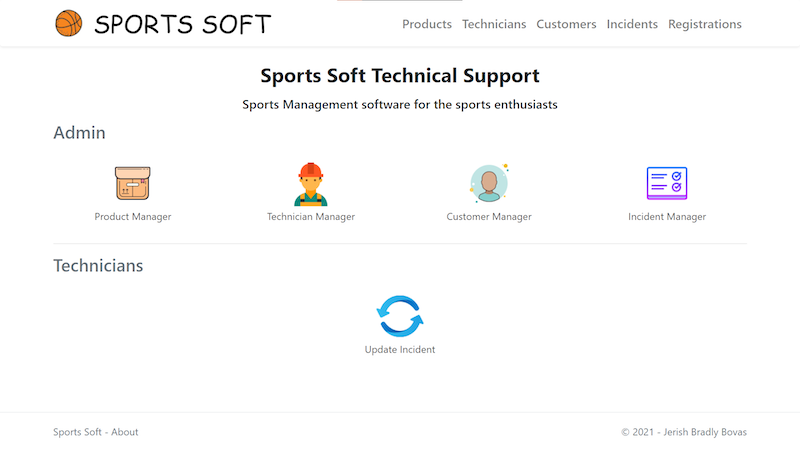 SPORTS SOFT
Products Technicians Customers Incidents Registrations
Sports Soft Technical Support
Sports Management software for the sports enthusiasts
Admin
Product Manager Technician Manager Customer Manager Incident Manager
Technicians
Update Incident
Sports Soft - About © 2021 - Jerish Bradly Bovas